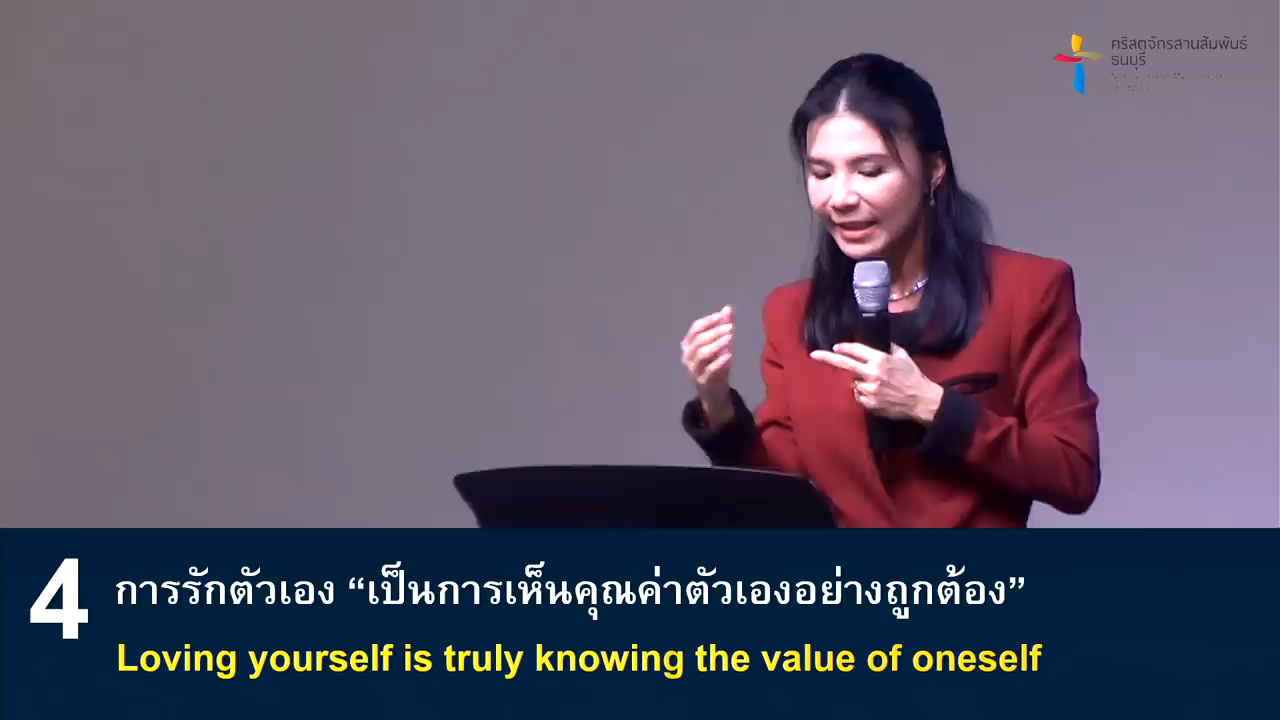 คริสตจักรสานสัมพันธ์
ธนบุรี
4
การรักตัวเอง “เป็นการเห็นคุณค่าตัวเองอย่างถูกต้อง”
Loving yourself is truly knowing the value of oneself